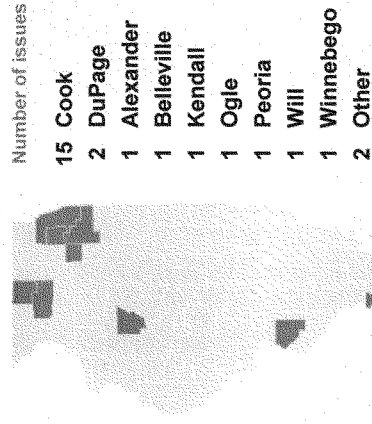 Number of issues
15 Cook
2 DuPage
1 Alexander
1 Belleville
1 Kendall
1 Ogle
1 Peoria
1 Will
1 Winnebego
2 Other